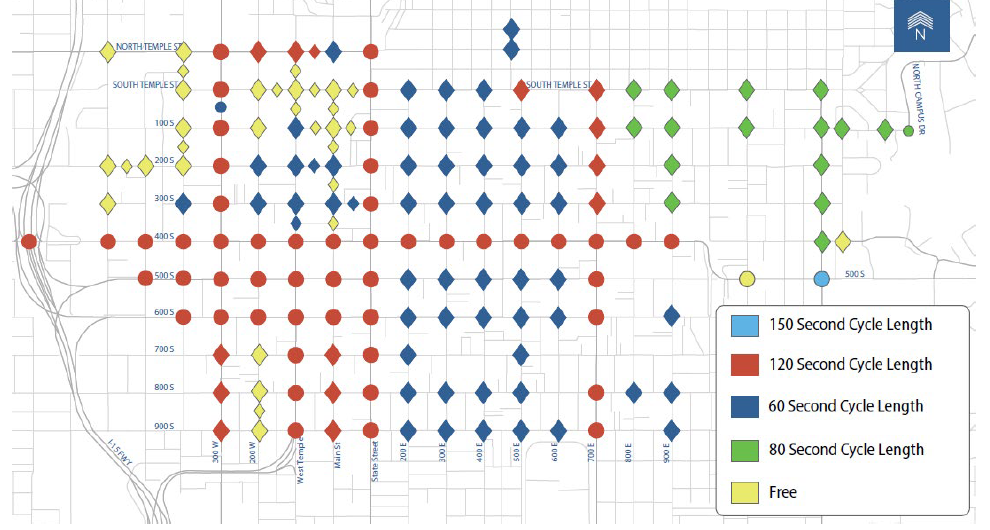 N
NORTH TEMPLE ST
SOUTH TEMPLE ST
SOUTH TEMPLE ST
NORTH CAMPUS DR
100 S
200 S
300 S
400 S
500 S
500 S
600 S
700 S
800 S
900 S
I-15 FWY
300 W
200 W
West Temple
Main St
State Street
200 E
300 E
400 E
500 E
600 E
700 E
800 E
900 E
150 Second Cycle Length
120 Second Cycle Length
60 Second Cycle Length
80 Second Cycle Length
Free